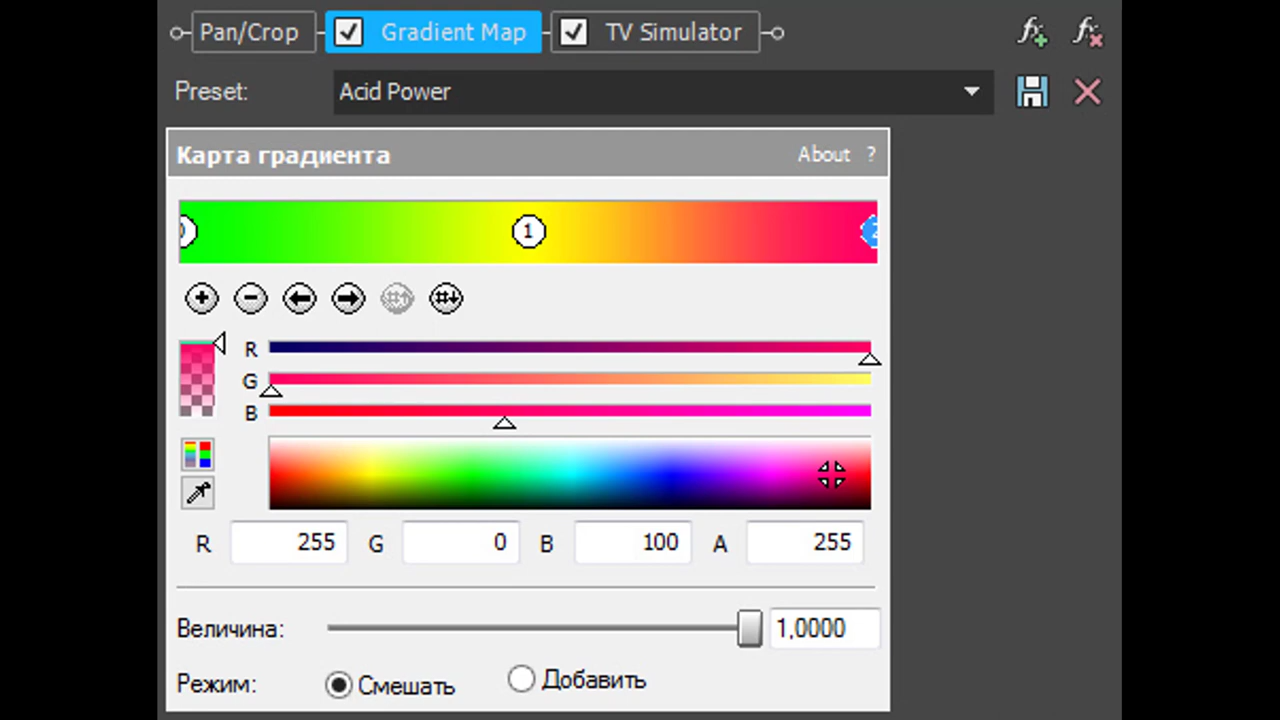 Pan/Crop Gradient Map TV Simulator
Preset: Acid Power
Карта градиента About ?
1 2
R
G
B
R 255 G 0 B 100 A 255
Величина: 1,0000
Режим: Смешать Добавить